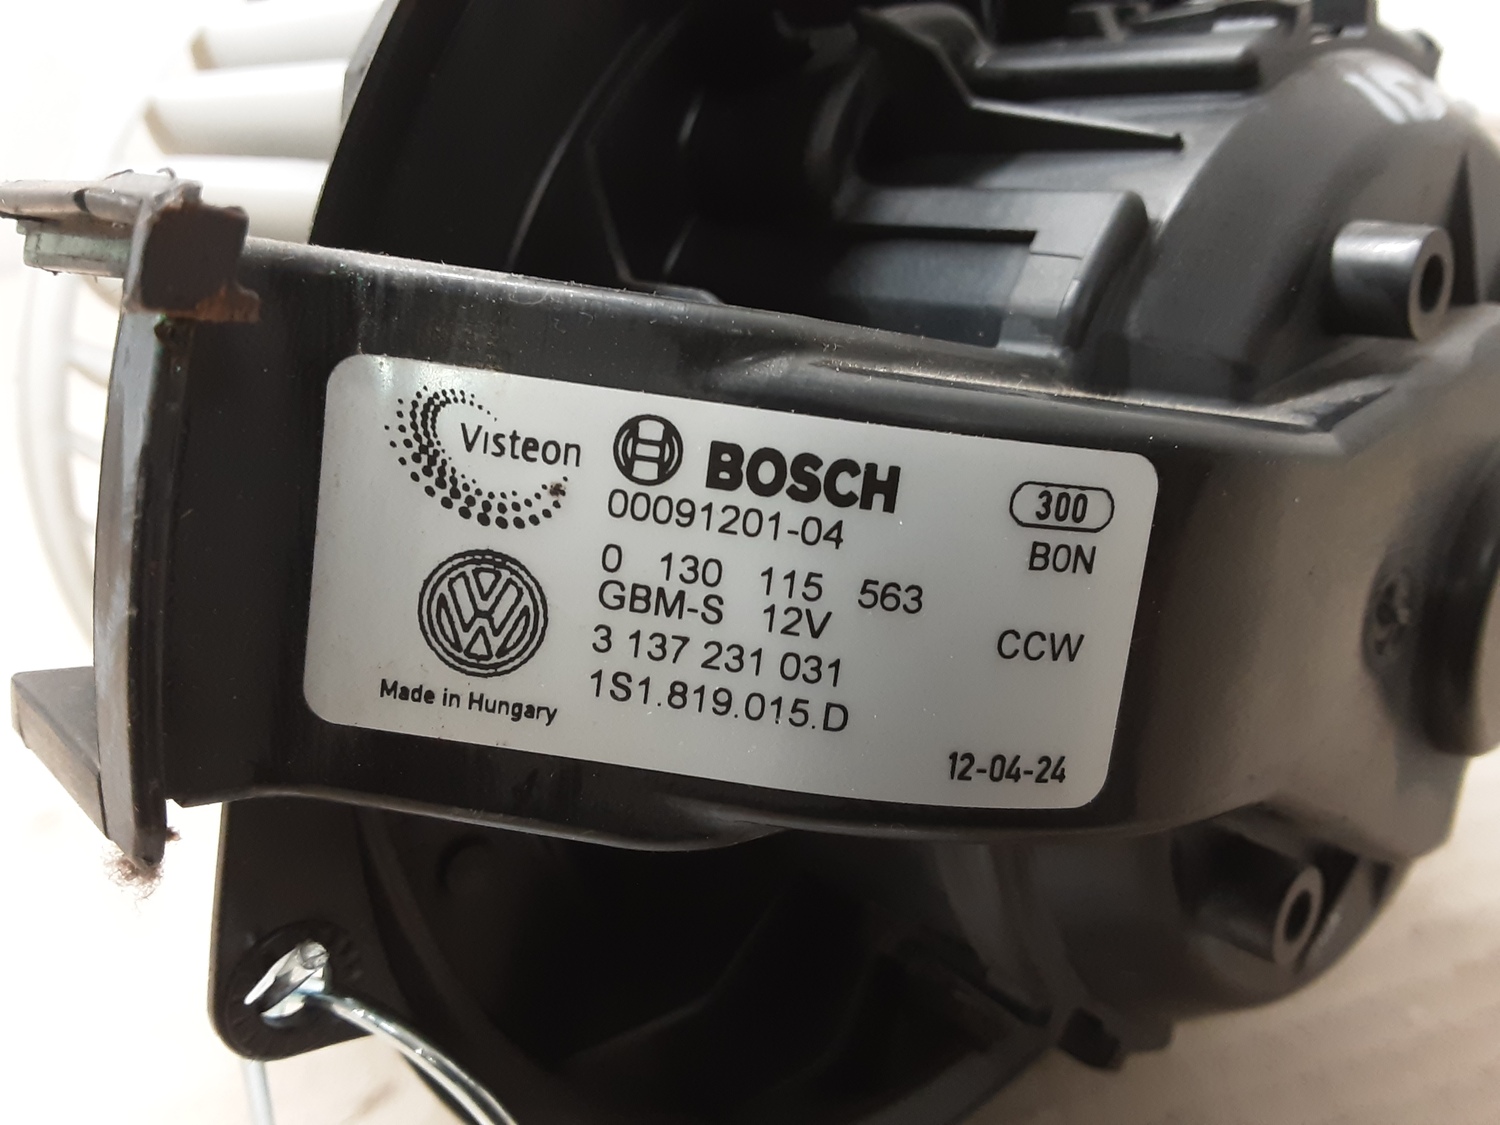 Visteon
BOSCH
00091201-04
300
B0N
0 130 115 563
GBM-S 12V
CCW
3 137 231 031
1S1.819.015.D
Made in Hungary
12-04-24